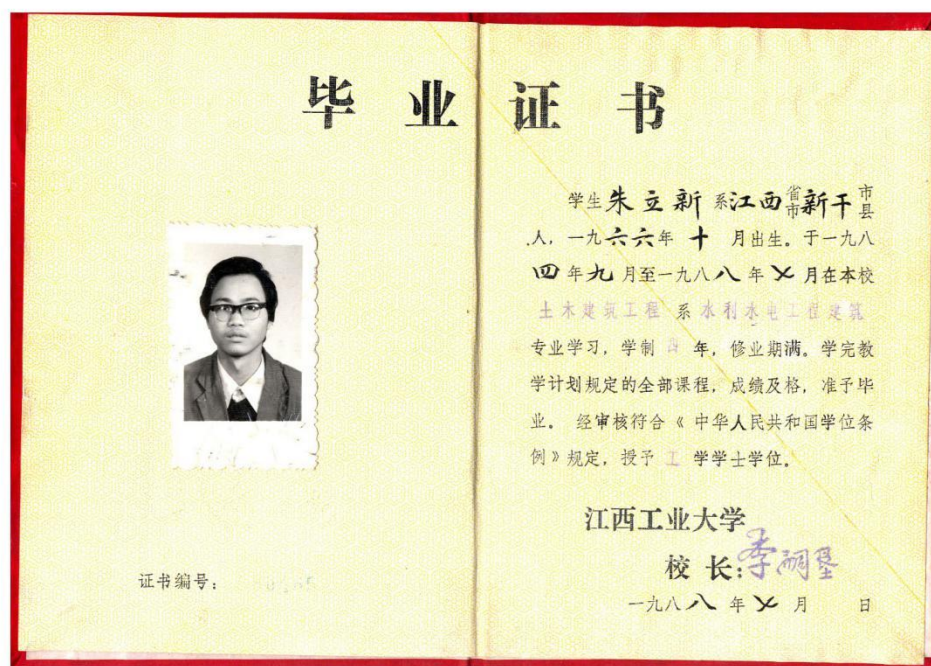 毕业证书
学生朱立新系江西省市新干市县
人，一九六六年十月出生。于一九八
四年九月至一九八八年七月在本校
土木建筑工程系水利水电工程建筑
专业学习，学制四年，修业期满。学完教
学计划规定的全部课程，成绩及格，准予毕
业。经审核符合《中华人民共和国学位条
例》规定，授予工学学士学位。
江西工业大学
校长：李嗣垦
证书编号：
一九八八年七月 日